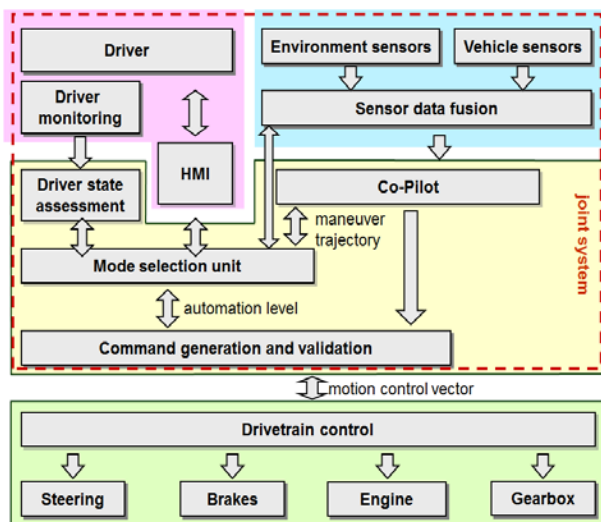 Driver
Environment sensors
Vehicle sensors
Driver
monitoring
Sensor data fusion
HMI
Driver state
assessment
Co-Pilot
maneuver
trajectory
joint system
Mode selection unit
automation level
Command generation and validation
motion control vector
Drivetrain control
Steering
Brakes
Engine
Gearbox